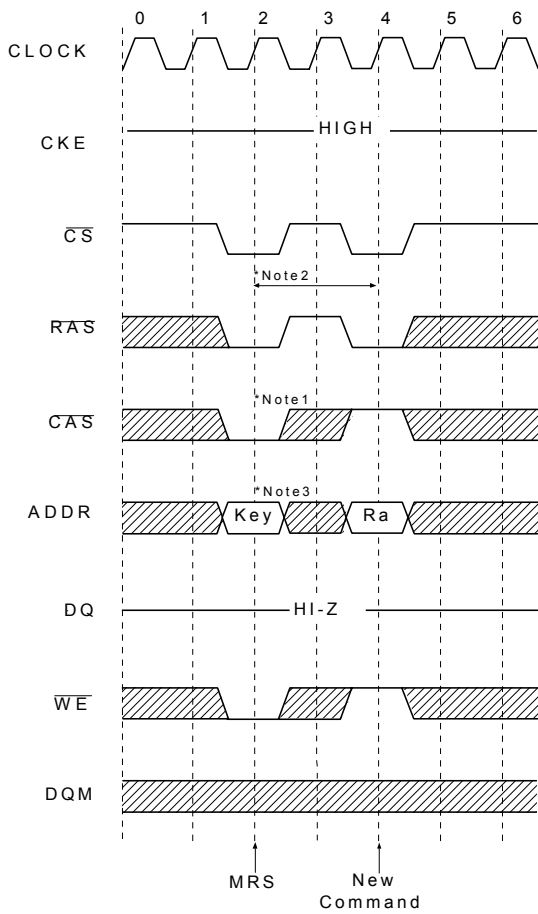 0 1 2 3 4 5 6
CLOCK
HIGH
CKE
CS
*Note2
RAS
*Note1
CAS
*Note3
ADDR Key Ra
DQ HI-Z
WE
DQM
MRS New
Command